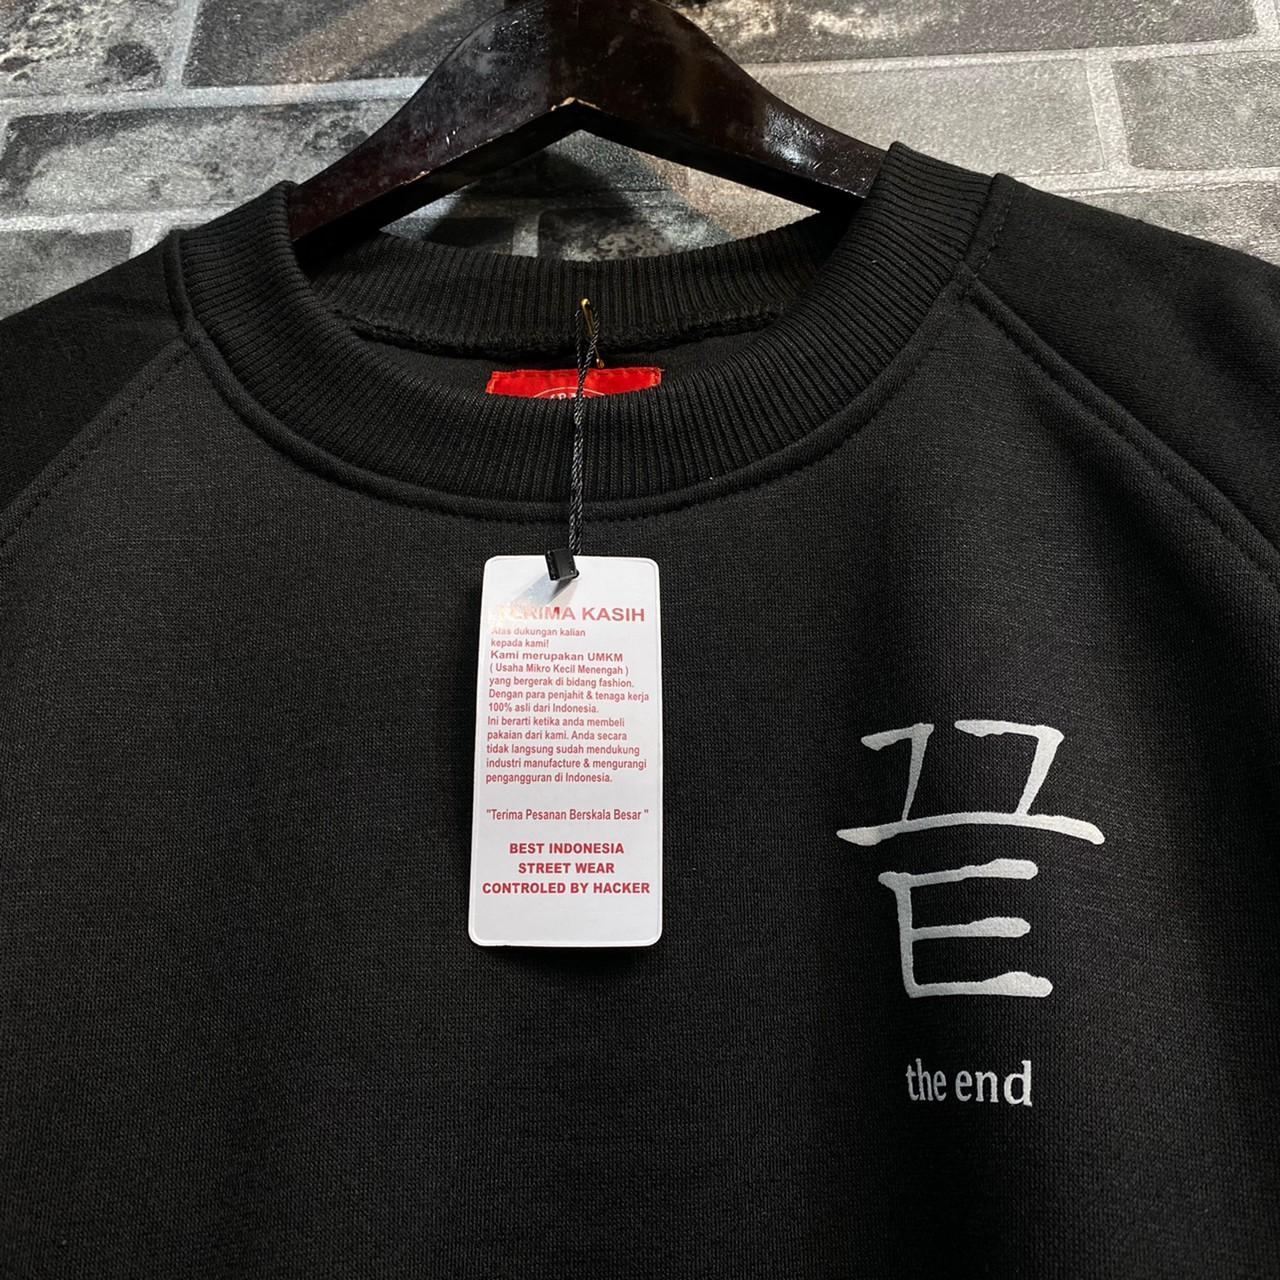 TERIMA KASIH
Atas dukungan kalian
kepada kami!
Kami merupakan UMKM
( Usaha Mikro Kecil Menengah )
yang bergerak di bidang fashion.
Dengan para penjahit & tenaga kerja
100% asli dari Indonesia.
Ini berarti ketika anda membeli
pakaian dari kami. Anda secara
tidak langsung sudah mendukung
industri manufacture & mengurangi
pengangguran di Indonesia.
"Terima Pesanan Berskala Besar "
BEST INDONESIA
STREET WEAR
CONTROLED BY HACKER
끝
the end